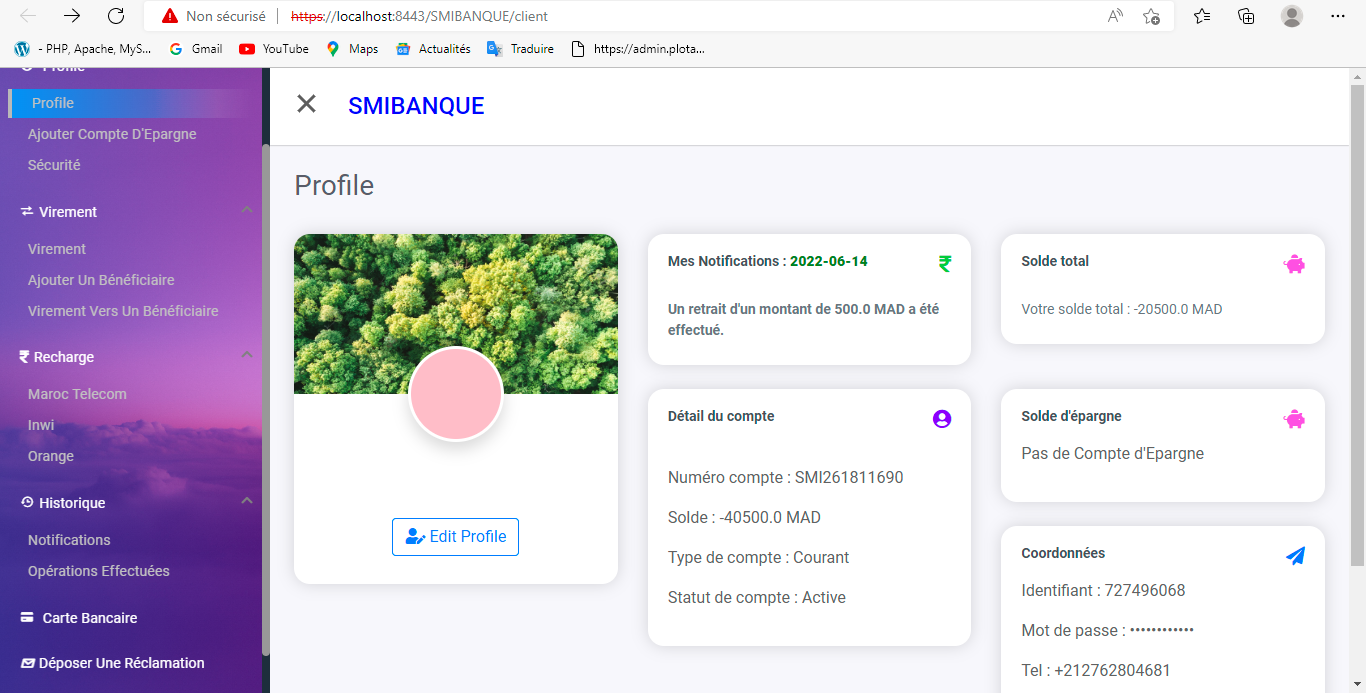 Non sécurisé
https://localhost:8443/SMIBANQUE/client
- PHP, Apache, MyS...
Gmail
YouTube
Maps
Actualités
Traduire
https://admin.plota...
Profile
Profile
Ajouter Compte D'Epargne
Sécurité
Virement
Virement
Ajouter Un Bénéficiaire
Virement Vers Un Bénéficiaire
Recharge
Maroc Telecom
Inwi
Orange
Historique
Notifications
Opérations Effectuées
Carte Bancaire
Déposer Une Réclamation
SMIBANQUE
Profile
Edit Profile
Mes Notifications : 2022-06-14
Un retrait d'un montant de 500.0 MAD a été
effectué.
Détail du compte
Numéro compte : SMI261811690
Solde : -40500.0 MAD
Type de compte : Courant
Statut de compte : Active
Solde total
Votre solde total : -20500.0 MAD
Solde d'épargne
Pas de Compte d'Epargne
Coordonnées
Identifiant : 727496068
Mot de passe : ••••••••••••
Tel : +212762804681